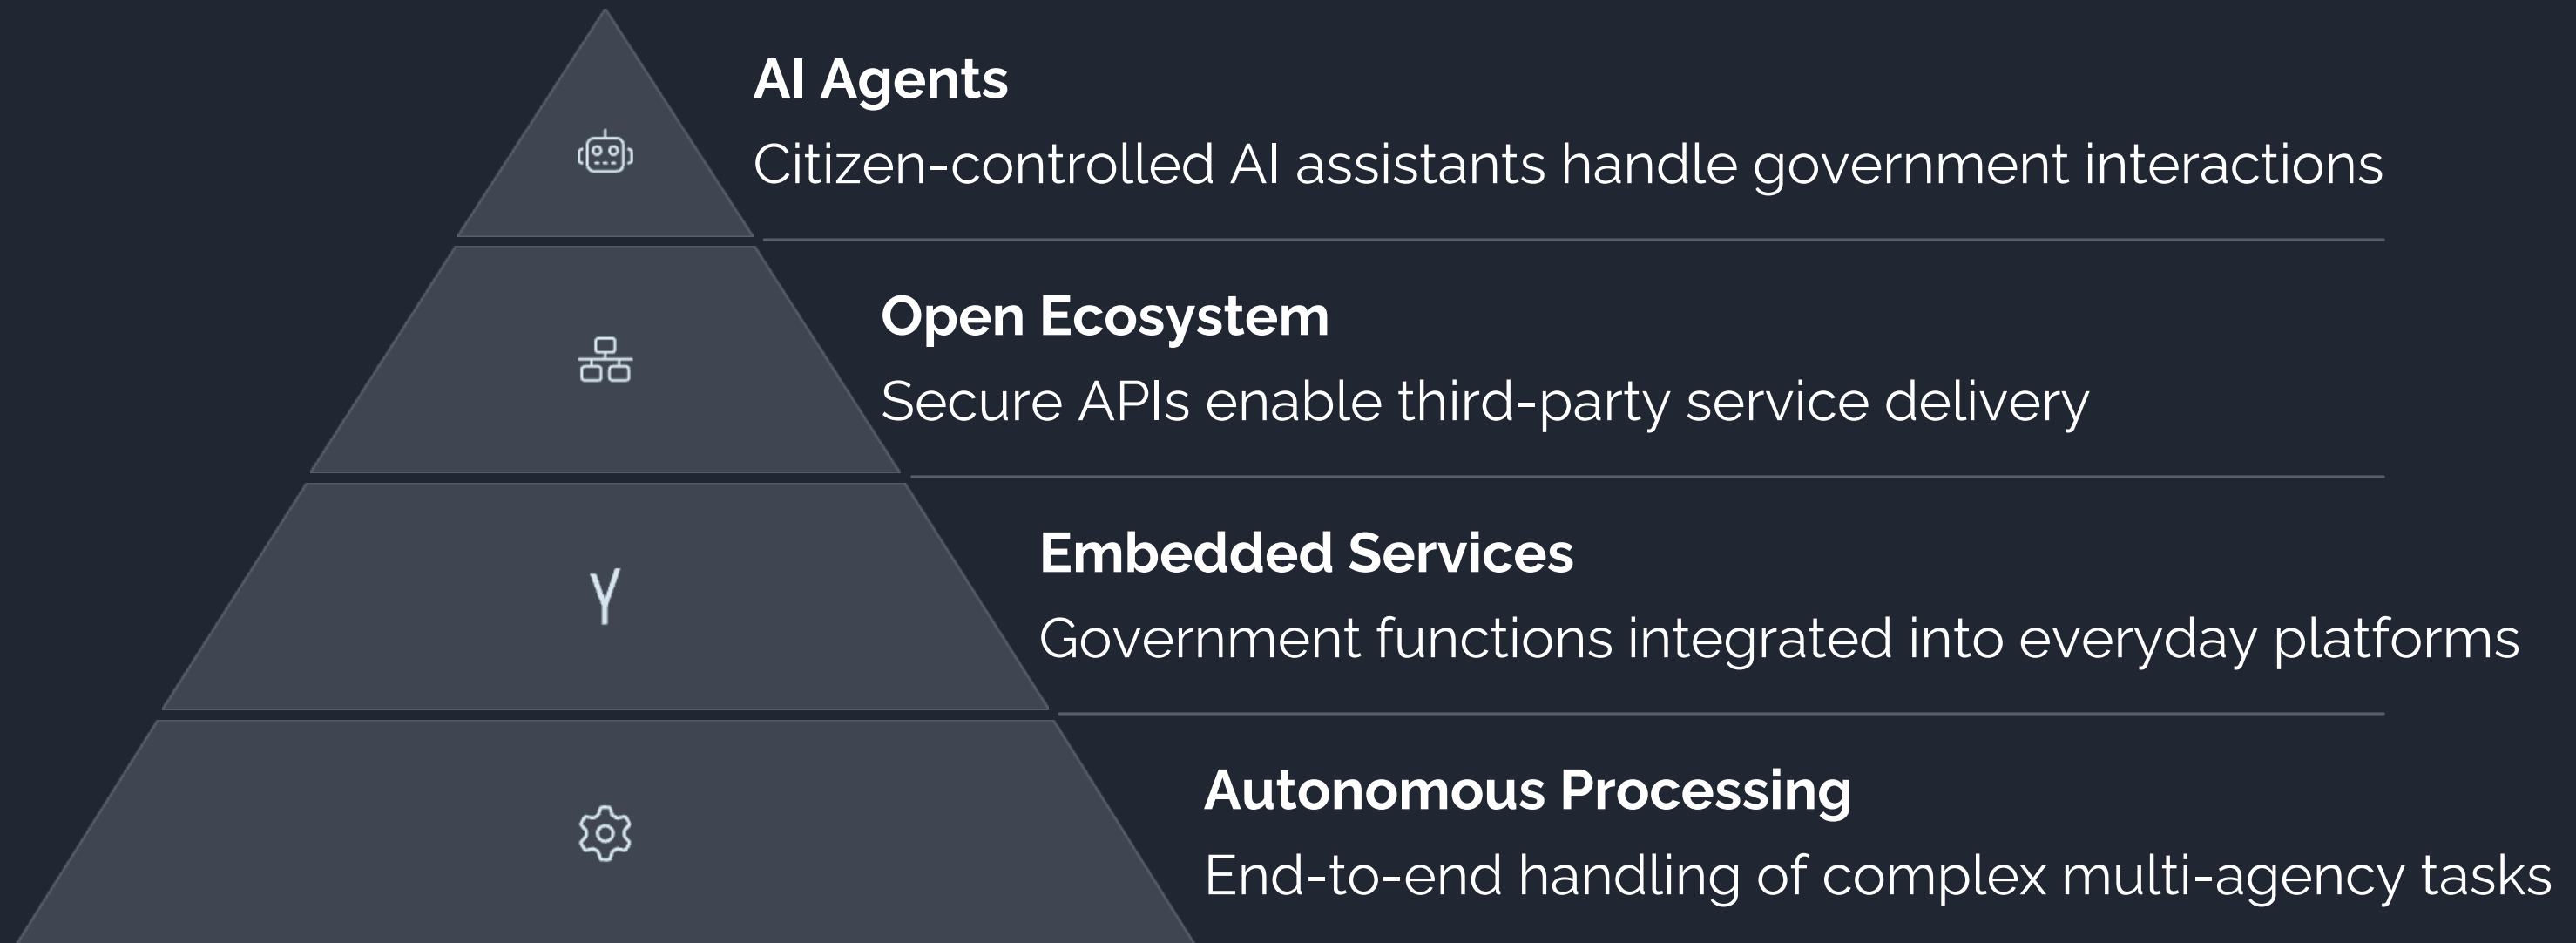 AI Agents
Citizen-controlled AI assistants handle government interactions
Open Ecosystem
Secure APIs enable third-party service delivery
Embedded Services
Government functions integrated into everyday platforms
Autonomous Processing
End-to-end handling of complex multi-agency tasks